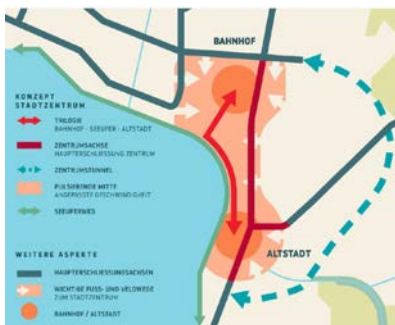 BAHNHOF
KONZEPT
STADTZENTRUM
TRILOGIE
BAHNHOF - SEEUFER - ALTSTADT
ZENTRUMSACHSE
HAUPTERSCHLIESSUNG ZENTRUM
ZENTRUMSTUNNEL
PULSIERENDE MITTE
ANGEPASSTE GESCHWINDIGKEIT
SEEUFERWEG
WEITERE ASPEKTE
HAUPTERSCHLIESSUNGSACHSEN
WICHTIGE FUSS- UND VELOWEGE
ZUM STADTZENTRUM
BAHNHOF / ALTSTADT
ALTSTADT